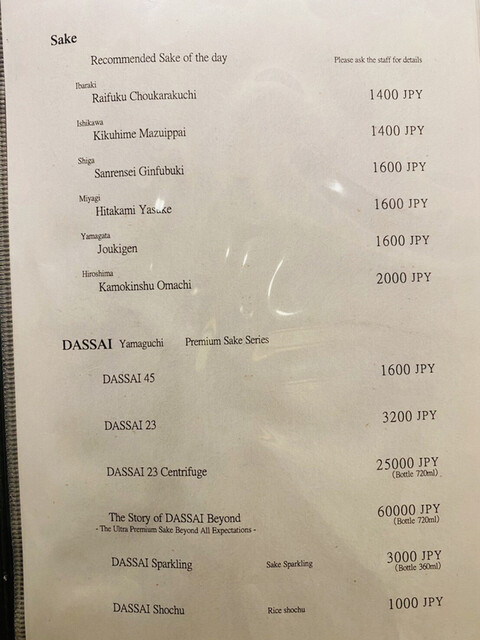 Sake
Recommended Sake of the day Please ask the staff for details
Ibaraki
Raifuku Choukarakuchi 1400 JPY
Ishikawa
Kikuhime Mazuippai 1400 JPY
Shiga
Sanrensei Ginfubuki 1600 JPY
Miyagi
Hitakami Yasuke 1600 JPY
Yamagata
Joukigen 1600 JPY
Hiroshima
Kamokinshu Omachi 2000 JPY
DASSAI Yamaguchi Premium Sake Series
DASSAI 45 1600 JPY
DASSAI 23 3200 JPY
DASSAI 23 Centrifuge 25000 JPY
(Bottle 720ml)
The Story of DASSAI Beyond 60000 JPY
- The Ultra Premium Sake Beyond All Expectations - (Bottle 720ml)
DASSAI Sparkling Sake Sparkling 3000 JPY
(Bottle 360ml)
DASSAI Shochu Rice shochu 1000 JPY